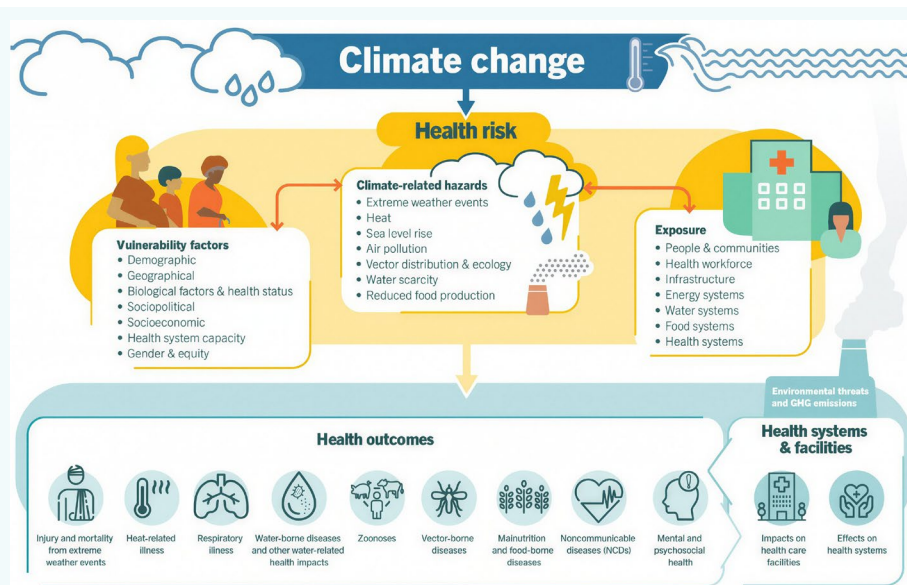 Climate change
Health risk
Climate-related hazards
• Extreme weather events
• Heat
• Sea level rise
• Air pollution
• Vector distribution & ecology
• Water scarcity
• Reduced food production
Vulnerability factors
• Demographic
• Geographical
• Biological factors & health status
• Sociopolitical
• Socioeconomic
• Health system capacity
• Gender & equity
Exposure
• People & communities
• Health workforce
• Infrastructure
• Energy systems
• Water systems
• Food systems
• Health systems
Environmental threats
and GHG emissions
Health outcomes
Injury and mortality
from extreme
weather events
Heat-related
illness
Respiratory
illness
Water-borne diseases
and other water-related
health impacts
Zoonoses
Vector-borne
diseases
Malnutrition
and food-borne
diseases
Noncommunicable
diseases (NCDs)
Mental and
psychosocial
health
Health systems
& facilities
Impacts on
health care
facilities
Effects on
health systems